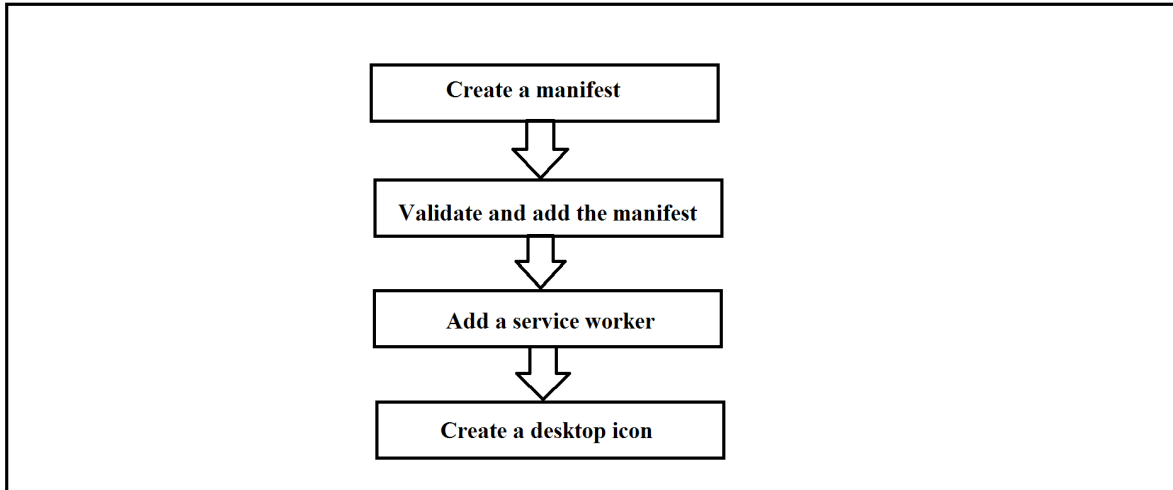 Create a manifest
Validate and add the manifest
Add a service worker
Create a desktop icon